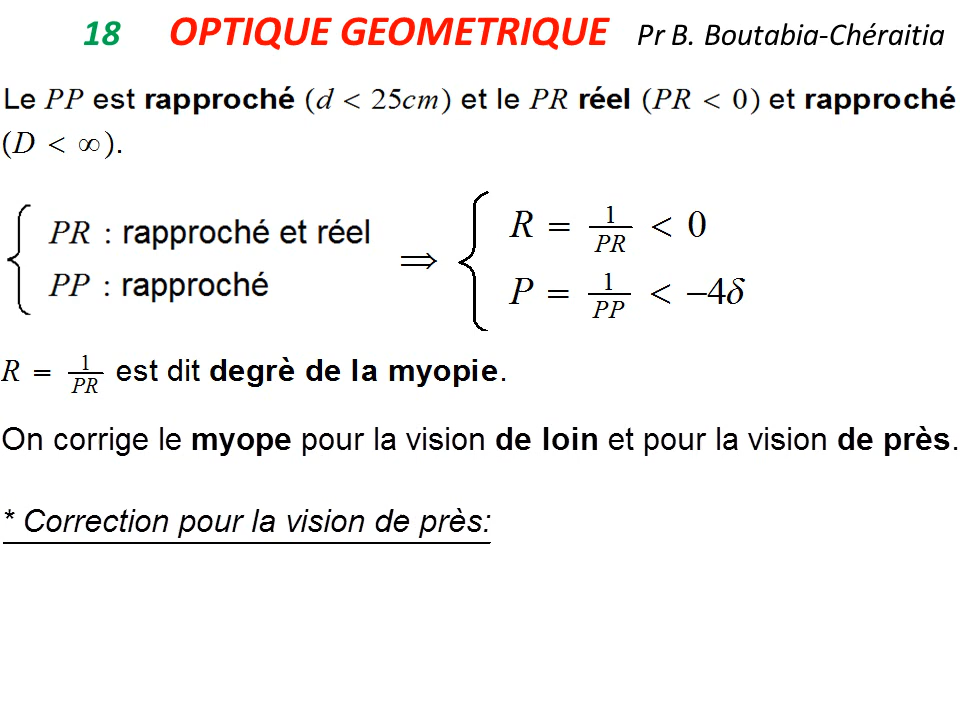 18 OPTIQUE GEOMETRIQUE Pr B. Boutabia-Chéraitia
Le PP est rapproché (d < 25cm) et le PR réel (PR < 0) et rapproché
(D < ∞).
{ PR : rapproché et réel ⇒ { R = 1/PR < 0
PP : rapproché P = 1/PP < −4δ
R = 1/PR est dit degrè de la myopie.
On corrige le myope pour la vision de loin et pour la vision de près.
* Correction pour la vision de près: